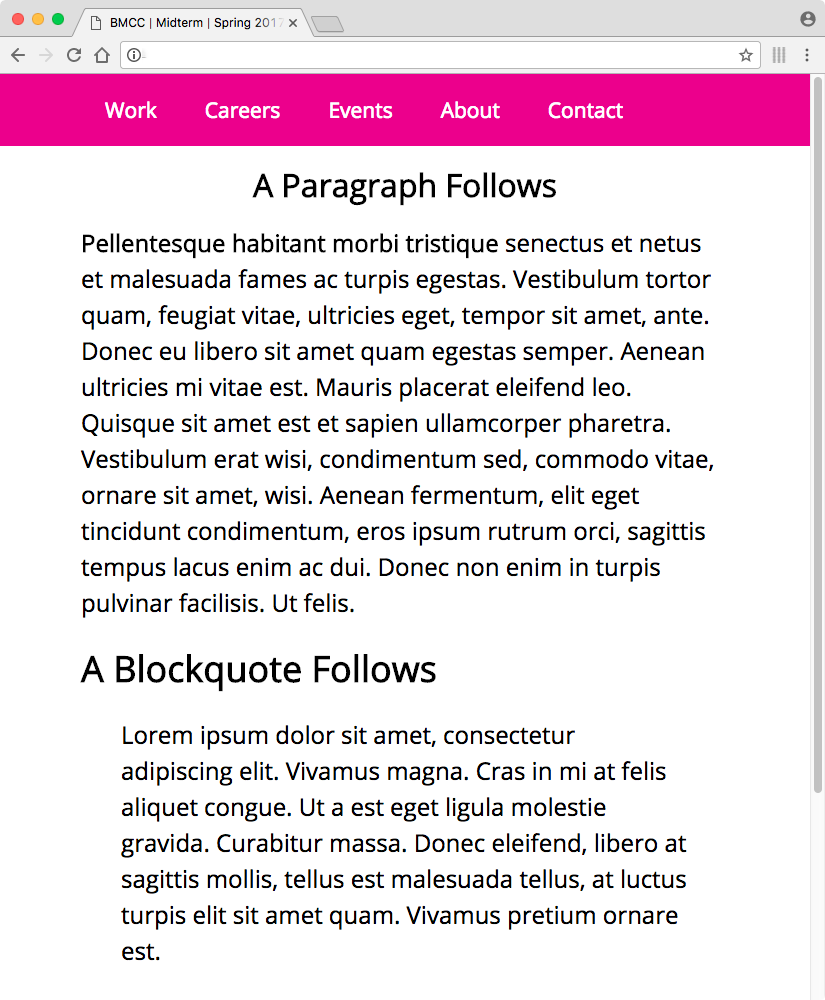 BMCC | Midterm | Spring 2017
Work Careers Events About Contact
A Paragraph Follows
Pellentesque habitant morbi tristique senectus et netus
et malesuada fames ac turpis egestas. Vestibulum tortor
quam, feugiat vitae, ultricies eget, tempor sit amet, ante.
Donec eu libero sit amet quam egestas semper. Aenean
ultricies mi vitae est. Mauris placerat eleifend leo.
Quisque sit amet est et sapien ullamcorper pharetra.
Vestibulum erat wisi, condimentum sed, commodo vitae,
ornare sit amet, wisi. Aenean fermentum, elit eget
tincidunt condimentum, eros ipsum rutrum orci, sagittis
tempus lacus enim ac dui. Donec non enim in turpis
pulvinar facilisis. Ut felis.
A Blockquote Follows
Lorem ipsum dolor sit amet, consectetur
adipiscing elit. Vivamus magna. Cras in mi at felis
aliquet congue. Ut a est eget ligula molestie
gravida. Curabitur massa. Donec eleifend, libero at
sagittis mollis, tellus est malesuada tellus, at luctus
turpis elit sit amet quam. Vivamus pretium ornare
est.